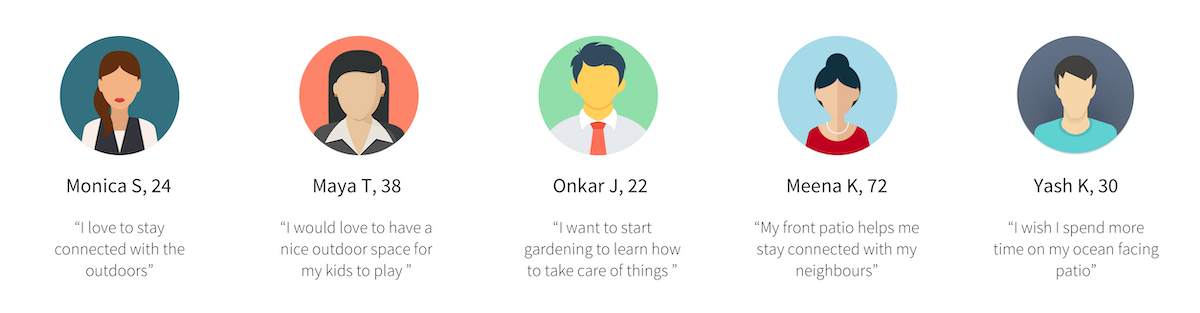 Monica S, 24
“I love to stay
connected with the
outdoors”
Maya T, 38
“I would love to have a
nice outdoor space for
my kids to play ”
Onkar J, 22
“I want to start
gardening to learn how
to take care of things ”
Meena K, 72
“My front patio helps me
stay connected with my
neighbours”
Yash K, 30
“I wish I spend more
time on my ocean facing
patio”